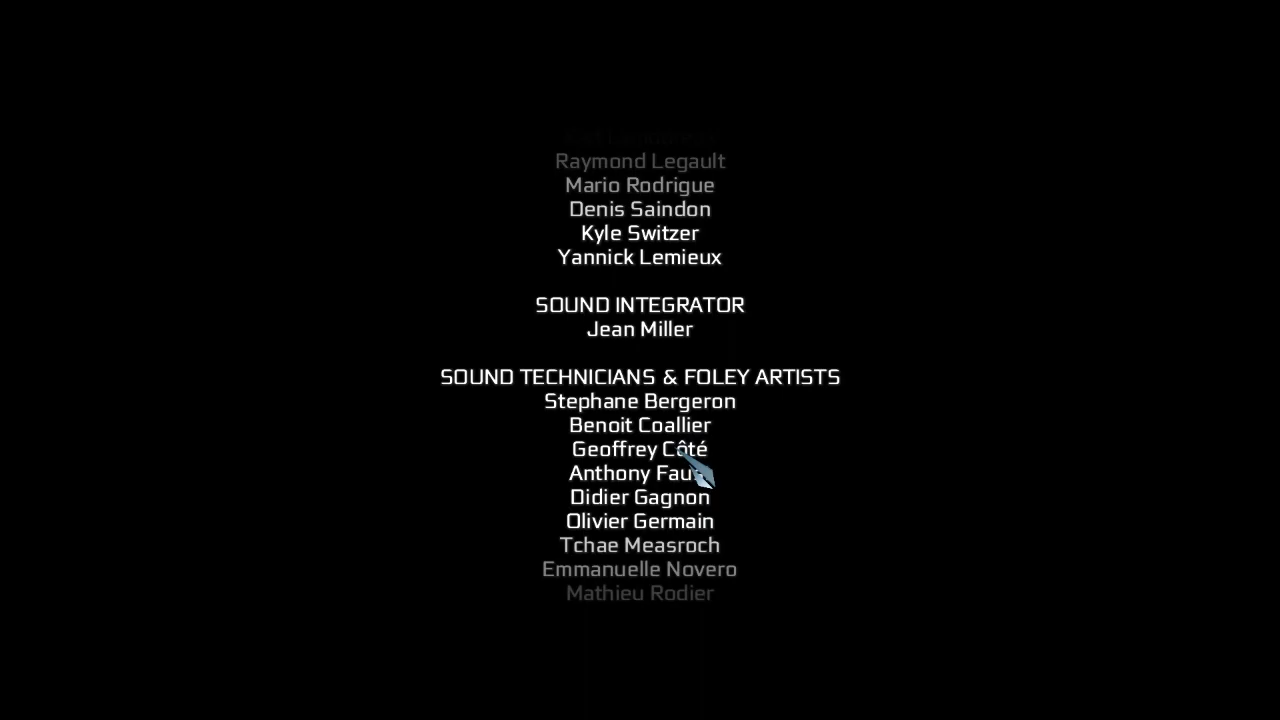 Raymond Legault
Mario Rodrigue
Denis Saindon
Kyle Switzer
Yannick Lemieux
SOUND INTEGRATOR
Jean Miller
SOUND TECHNICIANS & FOLEY ARTISTS
Stephane Bergeron
Benoit Coallier
Geoffrey Côté
Anthony
Didier Gagnon
Olivier Germain
Tchae Measroch
Emmanuelle Novero
Mathieu Rodier